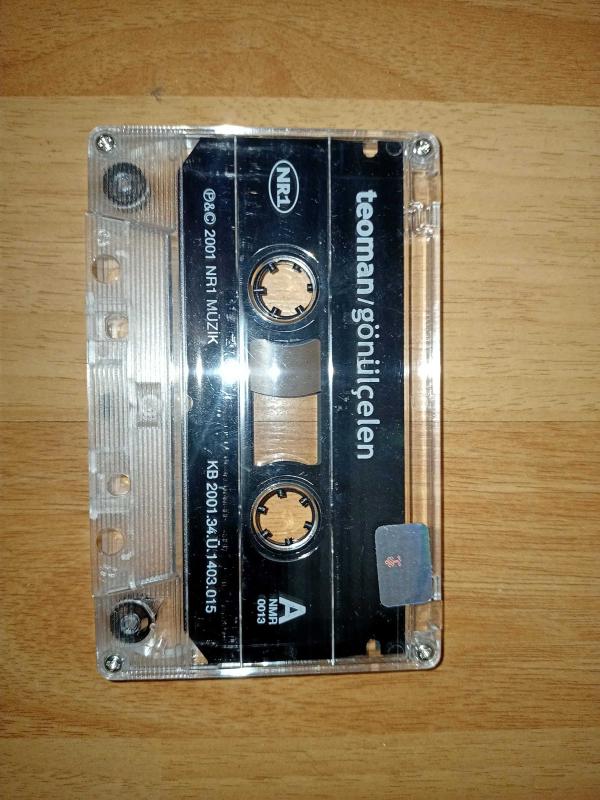 teoman/gönülçelen
NR1
A
NMR
0013
℗&© 2001 NR1 MÜZİK
KB 2001.34.Ü.1403.015